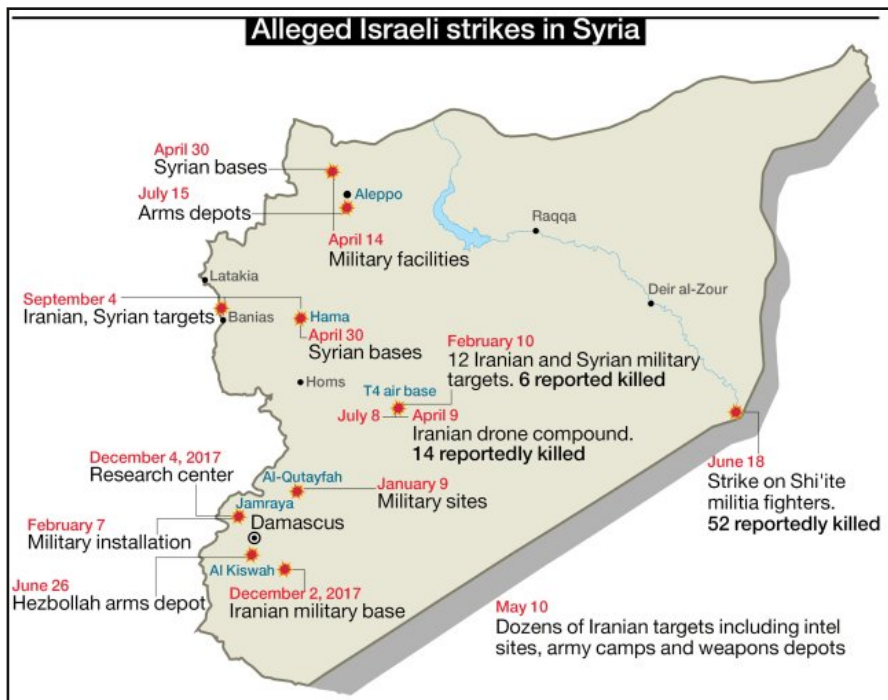 Alleged Israeli strikes in Syria
April 30
Syrian bases
July 15
Arms depots
Aleppo
April 14
Military facilities
Raqqa
Latakia
Deir al-Zour
September 4
Iranian, Syrian targets
Banias
Hama
April 30
Syrian bases
February 10
12 Iranian and Syrian military
targets. 6 reported killed
Homs
T4 air base
July 8
April 9
Iranian drone compound.
14 reportedly killed
June 18
Strike on Shi'ite
militia fighters.
52 reportedly killed
December 4, 2017
Research center
Al-Qutayfah
January 9
Military sites
Jamraya
Damascus
February 7
Military installation
June 26
Hezbollah arms depot
Al Kiswah
December 2, 2017
Iranian military base
May 10
Dozens of Iranian targets including intel
sites, army camps and weapons depots